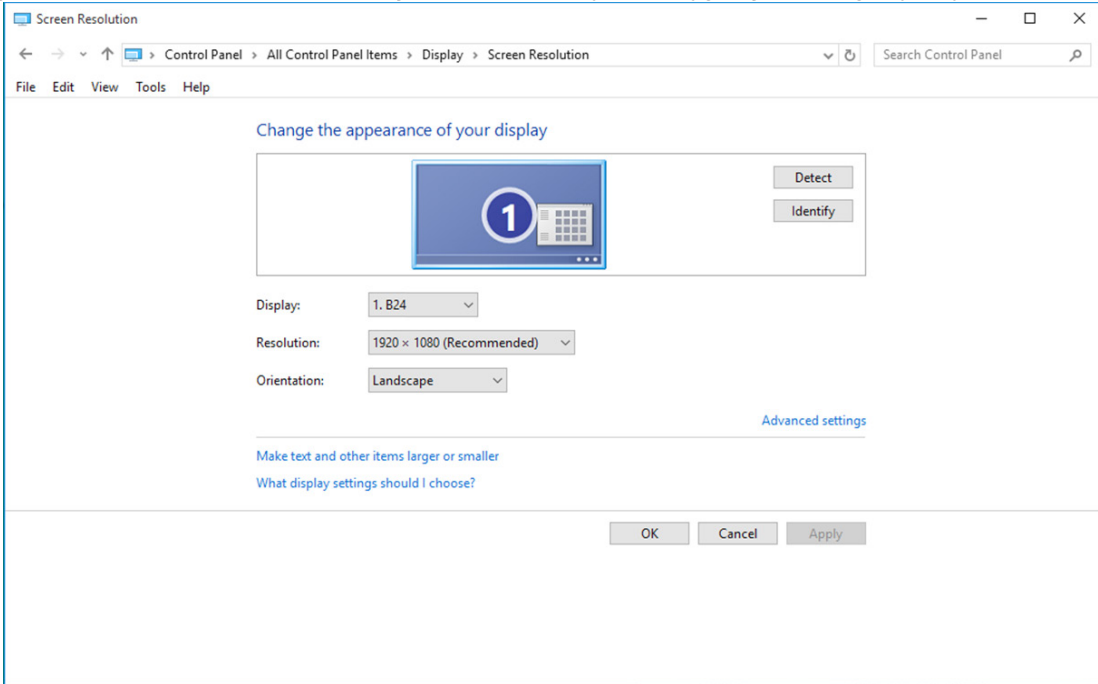 Screen Resolution
Control Panel > All Control Panel Items > Display > Screen Resolution
Search Control Panel
File Edit View Tools Help
Change the appearance of your display
1
Detect
Identify
Display: 1. B24
Resolution: 1920 × 1080 (Recommended)
Orientation: Landscape
Advanced settings
Make text and other items larger or smaller
What display settings should I choose?
OK Cancel Apply